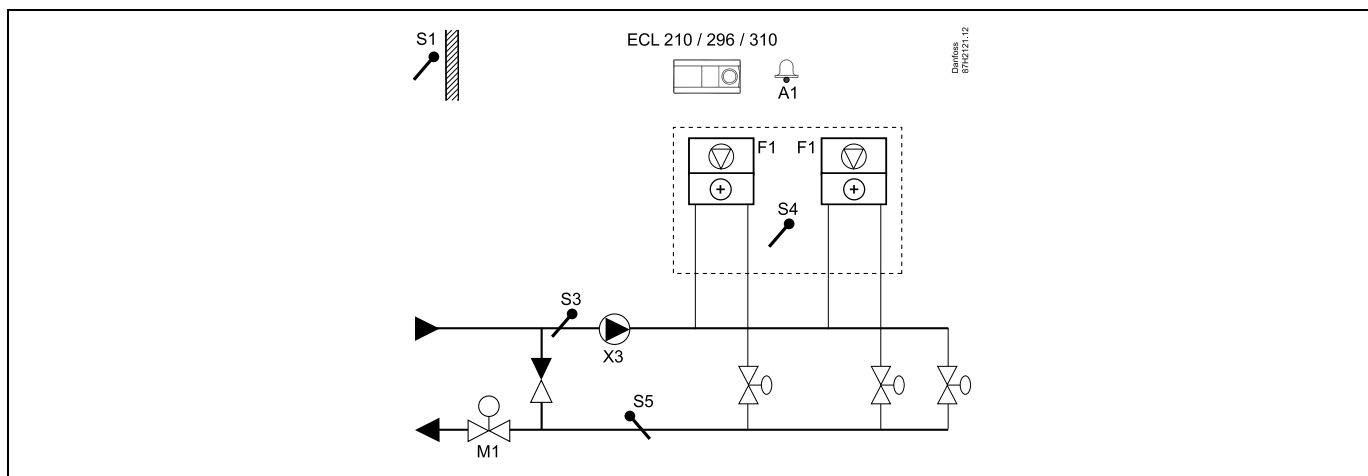 S1
ECL 210 / 296 / 310
A1
Danfoss
87H2121.12
F1
F1
S4
S3
X3
S5
M1